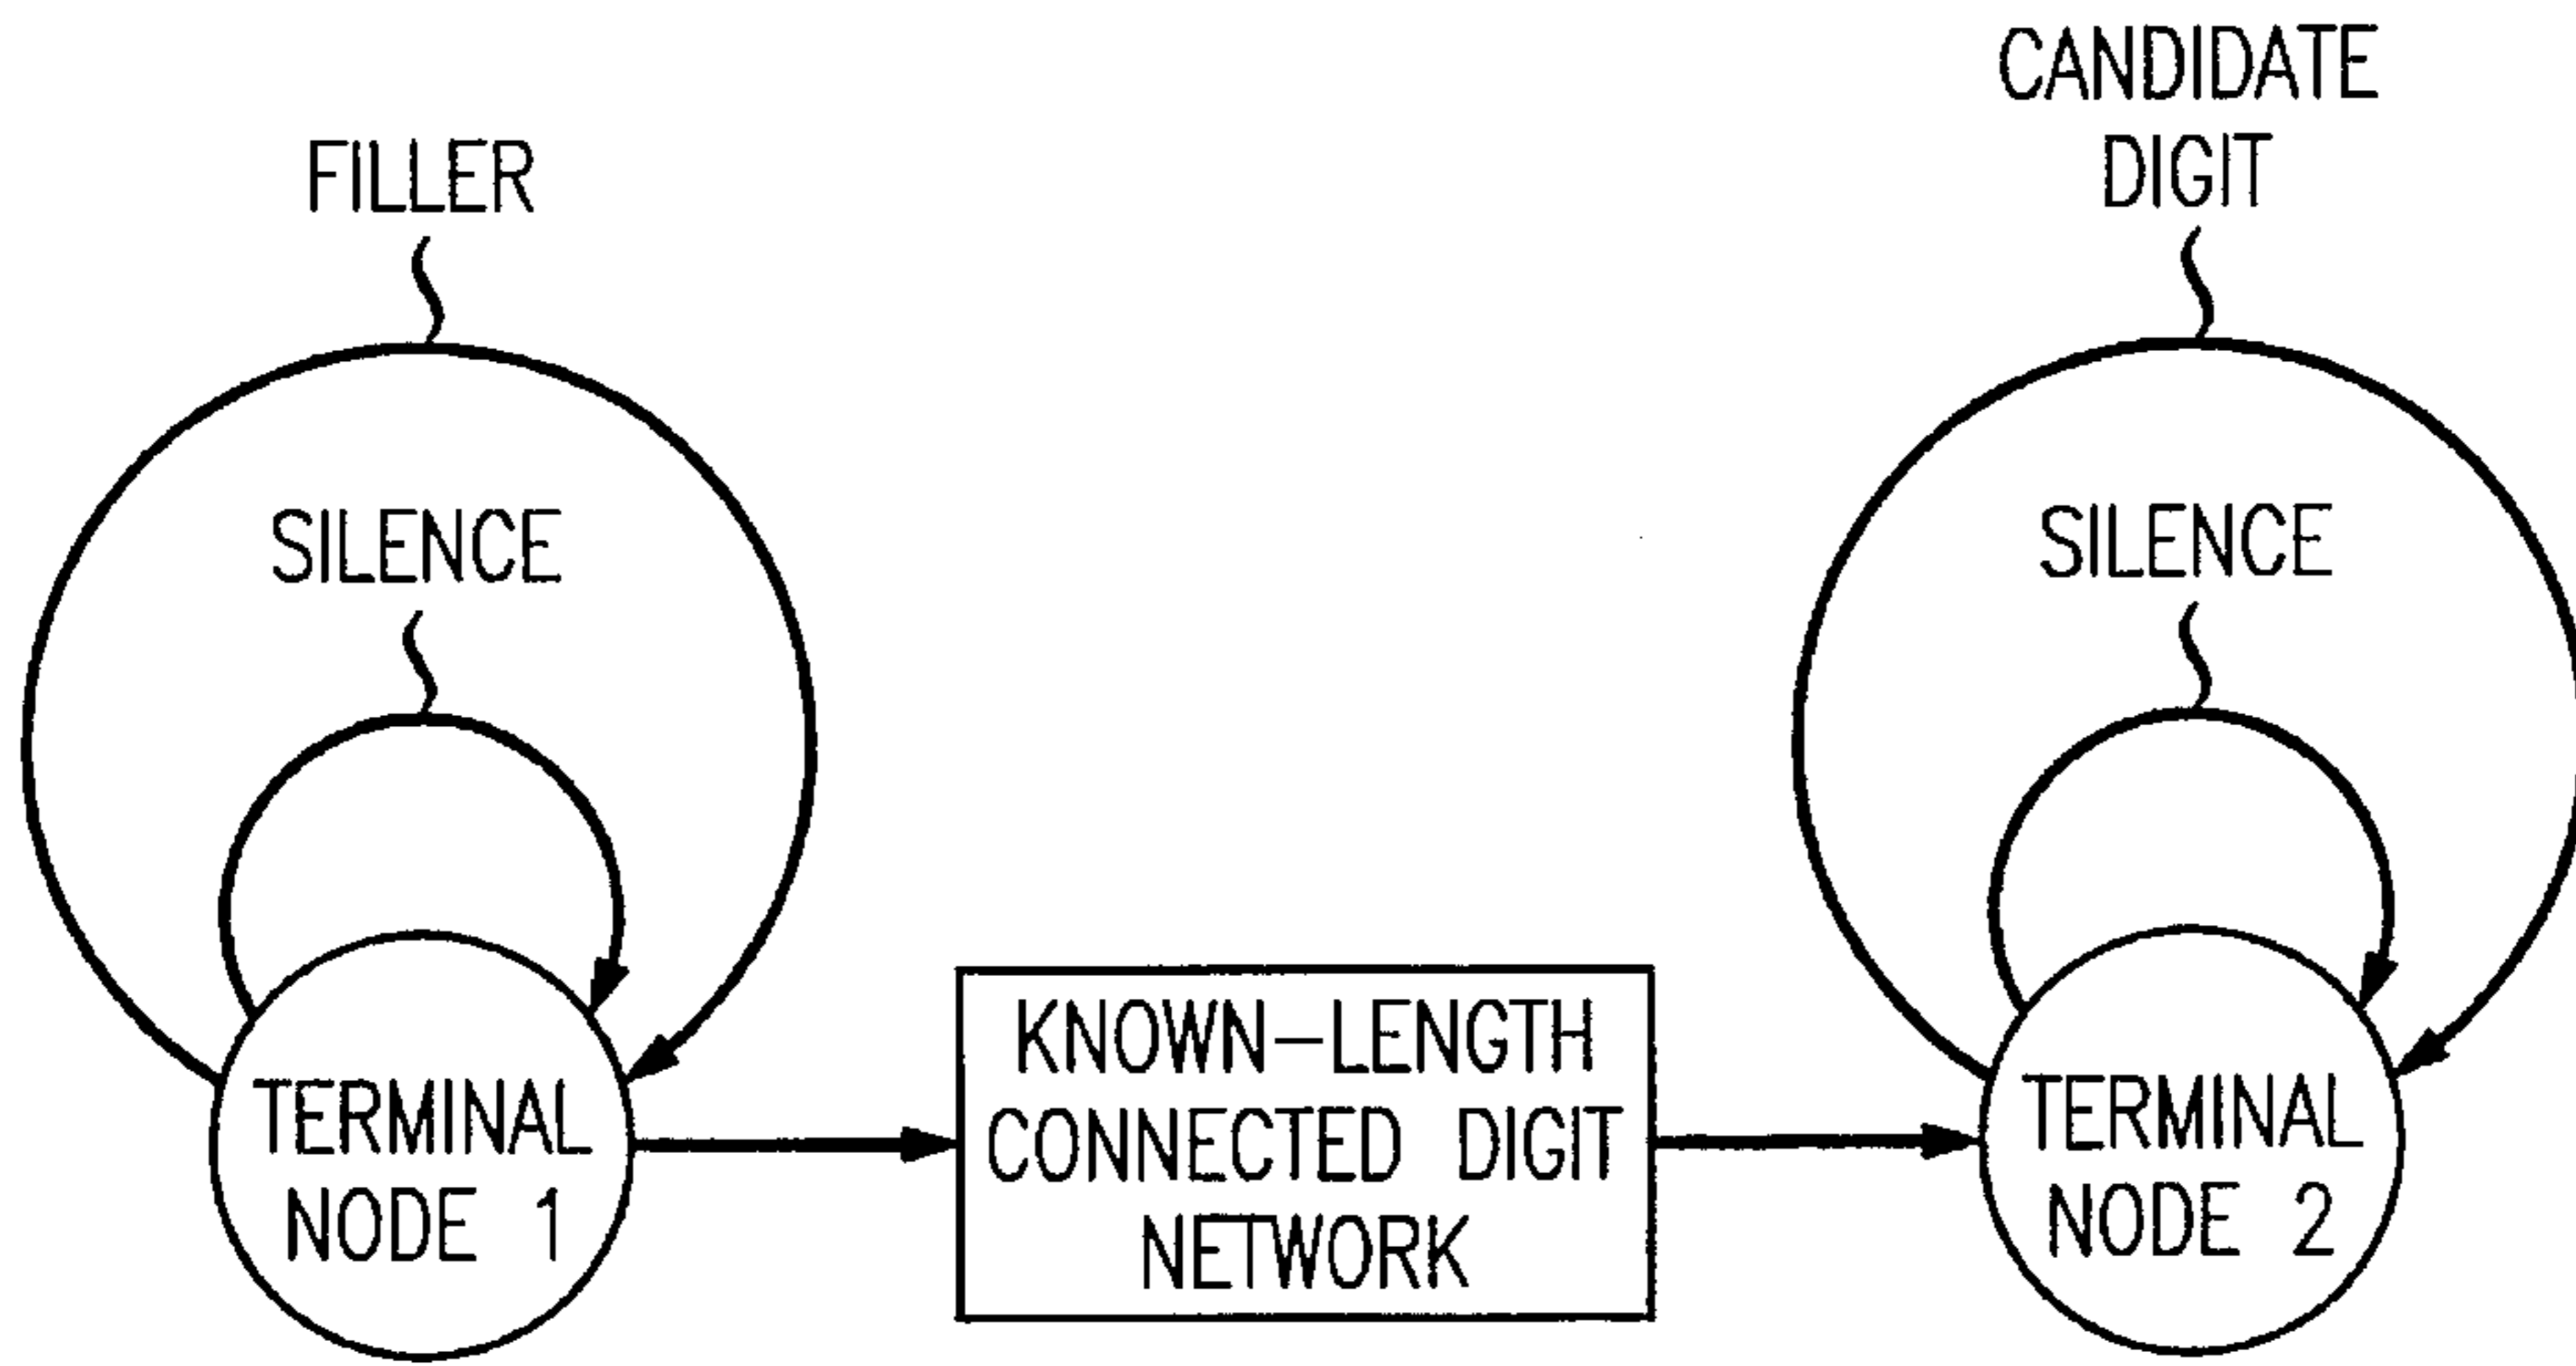 FILLER
SILENCE
TERMINAL
NODE 1
KNOWN-LENGTH
CONNECTED DIGIT
NETWORK
CANDIDATE
DIGIT
SILENCE
TERMINAL
NODE 2